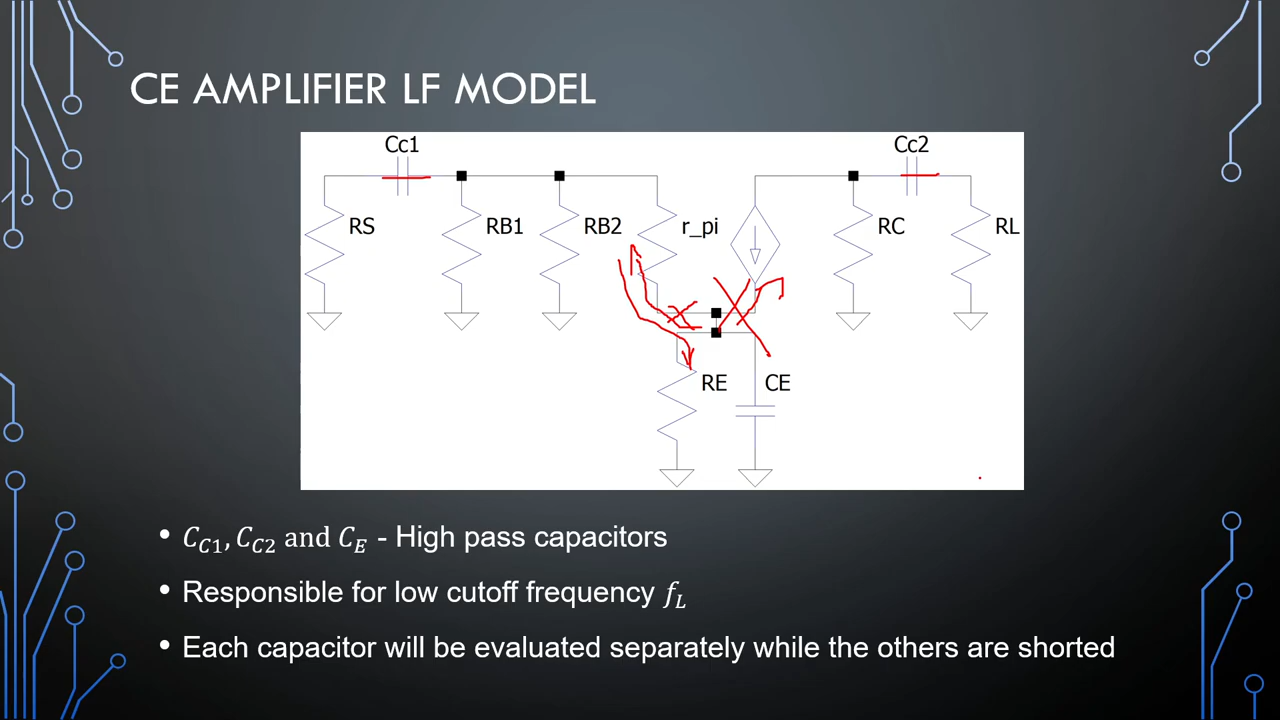 CE AMPLIFIER LF MODEL
Cc1
Cc2
RS
RB1
RB2
r_pi
RC
RL
RE
CE
• C_C1, C_C2 and C_E - High pass capacitors
• Responsible for low cutoff frequency f_L
• Each capacitor will be evaluated separately while the others are shorted